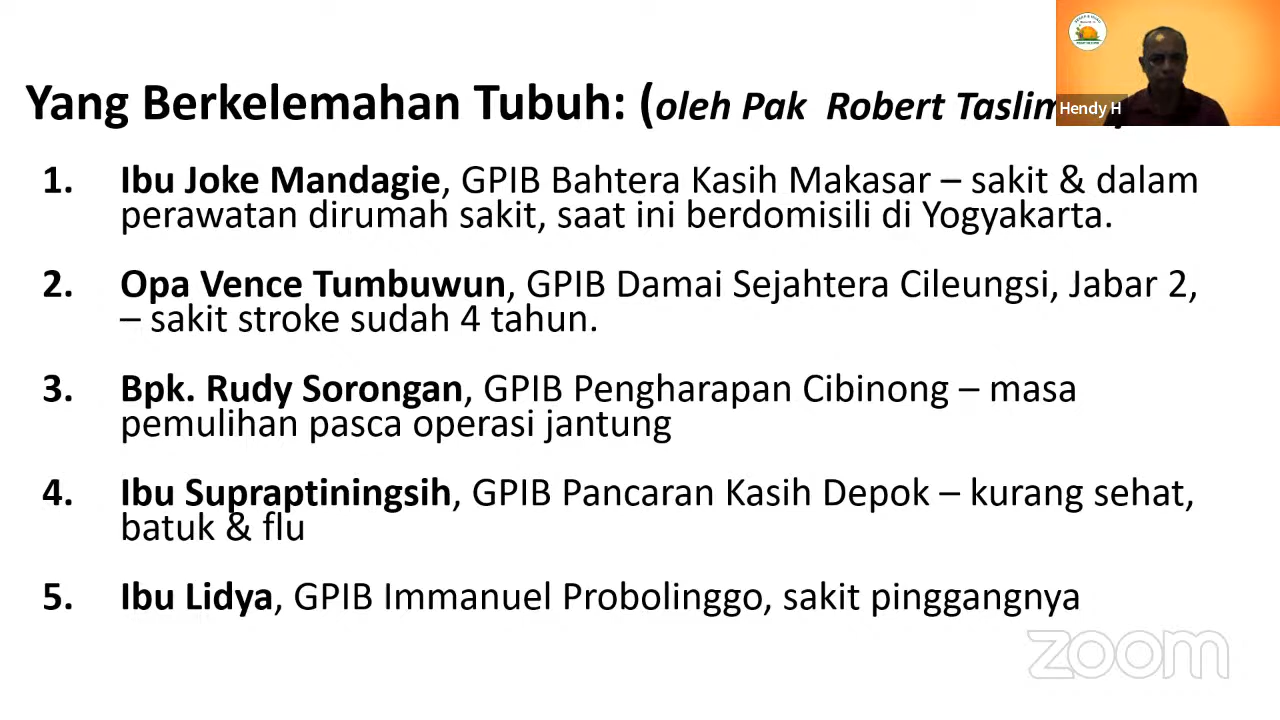 Yang Berkelemahan Tubuh: (oleh Pak Robert Taslim
Hendy H
1. Ibu Joke Mandagie, GPIB Bahtera Kasih Makasar – sakit & dalam
perawatan dirumah sakit, saat ini berdomisili di Yogyakarta.
2. Opa Vence Tumbuwun, GPIB Damai Sejahtera Cileungsi, Jabar 2,
– sakit stroke sudah 4 tahun.
3. Bpk. Rudy Sorongan, GPIB Pengharapan Cibinong – masa
pemulihan pasca operasi jantung
4. Ibu Supraptiningsih, GPIB Pancaran Kasih Depok – kurang sehat,
batuk & flu
5. Ibu Lidya, GPIB Immanuel Probolinggo, sakit pinggangnya
zoom